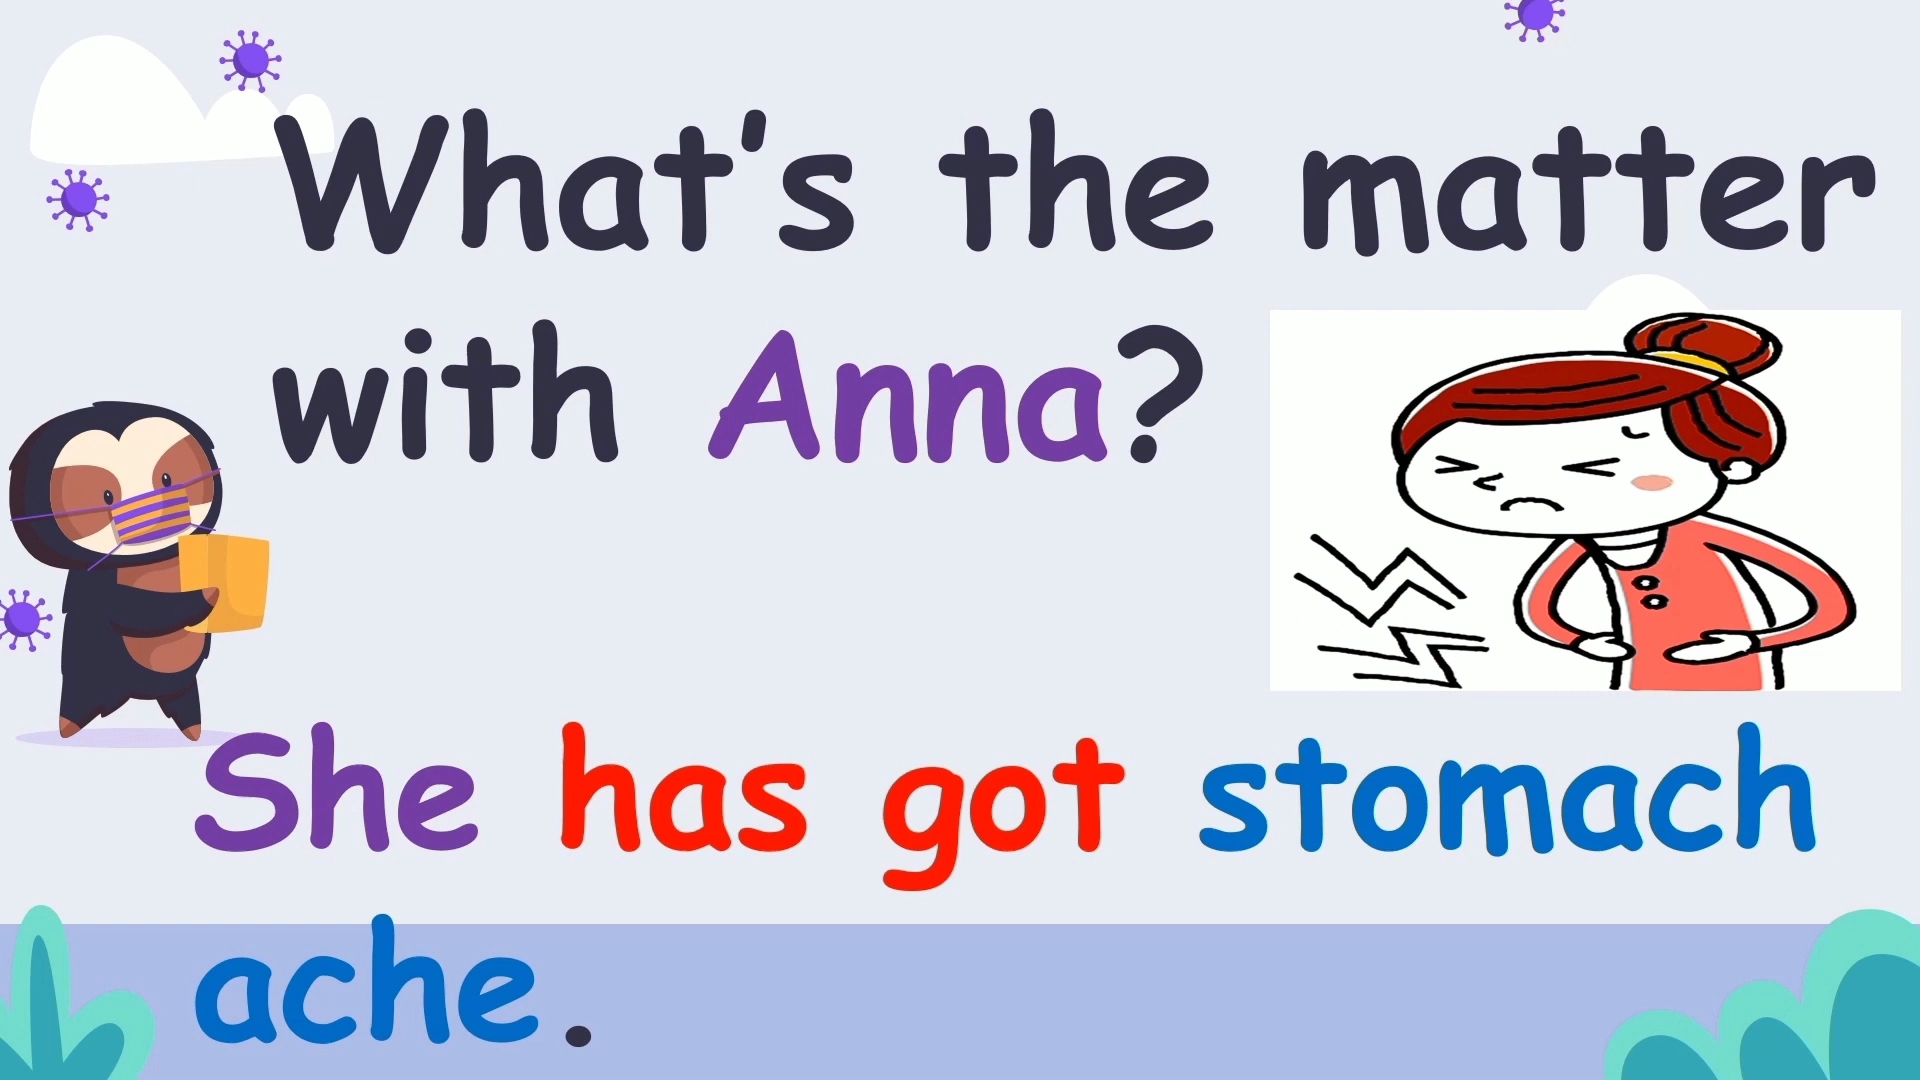 What's the matter
with Anna?
She has got stomach
ache.